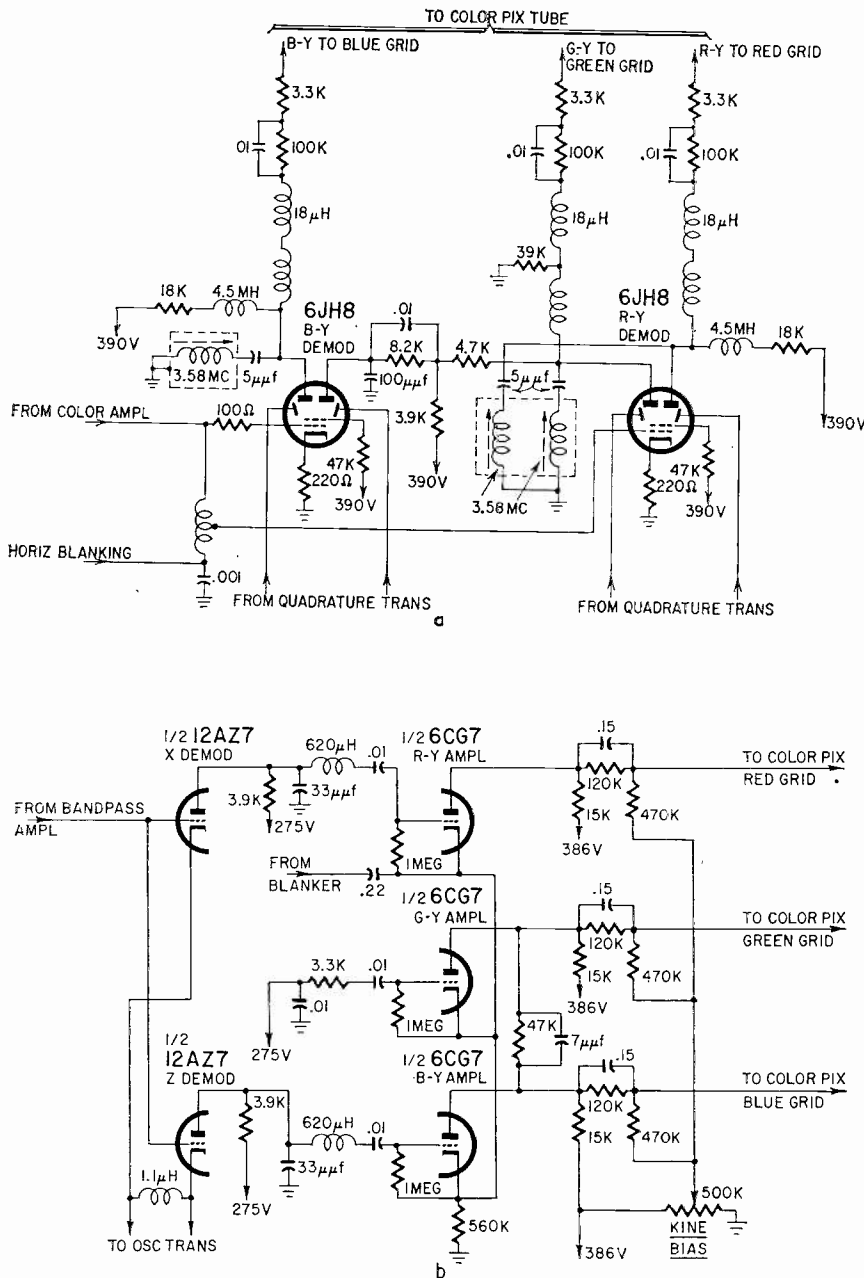 TO COLOR PIX TUBE
B-Y TO BLUE GRID
G-Y TO
GREEN GRID
R-Y TO RED GRID
3.3K
3.3K
3.3K
.01
100K
.01
100K
.01
100K
18μH
18μH
18μH
39K
18K
4.5MH
6JH8
B-Y
DEMOD
.01
6JH8
R-Y
DEMOD
390V
8.2K
4.7K
4.5MH
18K
3.58 MC
5μμf
100μμf
5μμf
390V
FROM COLOR AMPL
100Ω
3.9K
47K
220Ω
390V
390V
3.58 MC
47K
220Ω
390V
HORIZ BLANKING
.001
FROM QUADRATURE TRANS
FROM QUADRATURE TRANS
a
1/2 12AZ7
X DEMOD
620μH
.01
1/2 6CG7
R-Y AMPL
.15
TO COLOR PIX
RED GRID
FROM BANDPASS
AMPL
3.9K
33μμf
275V
120K
15K
470K
386V
1MEG
FROM
BLANKER
.22
1/2 6CG7
G-Y AMPL
.15
TO COLOR PIX
GREEN GRID
120K
15K
470K
386V
3.3K
.01
.01
1MEG
275V
47K
7μμf
1/2
12AZ7
Z DEMOD
1/2 6CG7
B-Y AMPL
.15
TO COLOR PIX
BLUE GRID
3.9K
620μH
.01
120K
15K
470K
33μμf
1MEG
1.1μH
275V
560K
500K
KINE
BIAS
TO OSC TRANS
386V
b